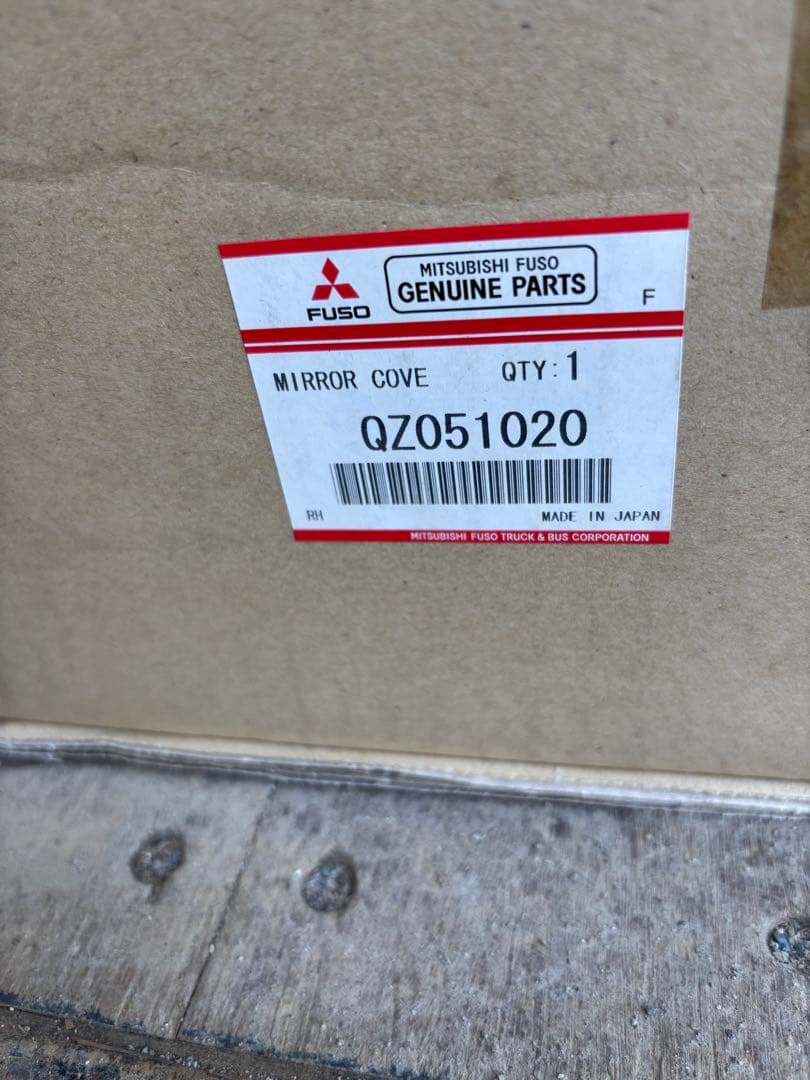 FUSO
MITSUBISHI FUSO
GENUINE PARTS
F
MIRROR COVE QTY:1
QZ051020
RH MADE IN JAPAN
MITSUBISHI FUSO TRUCK & BUS CORPORATION